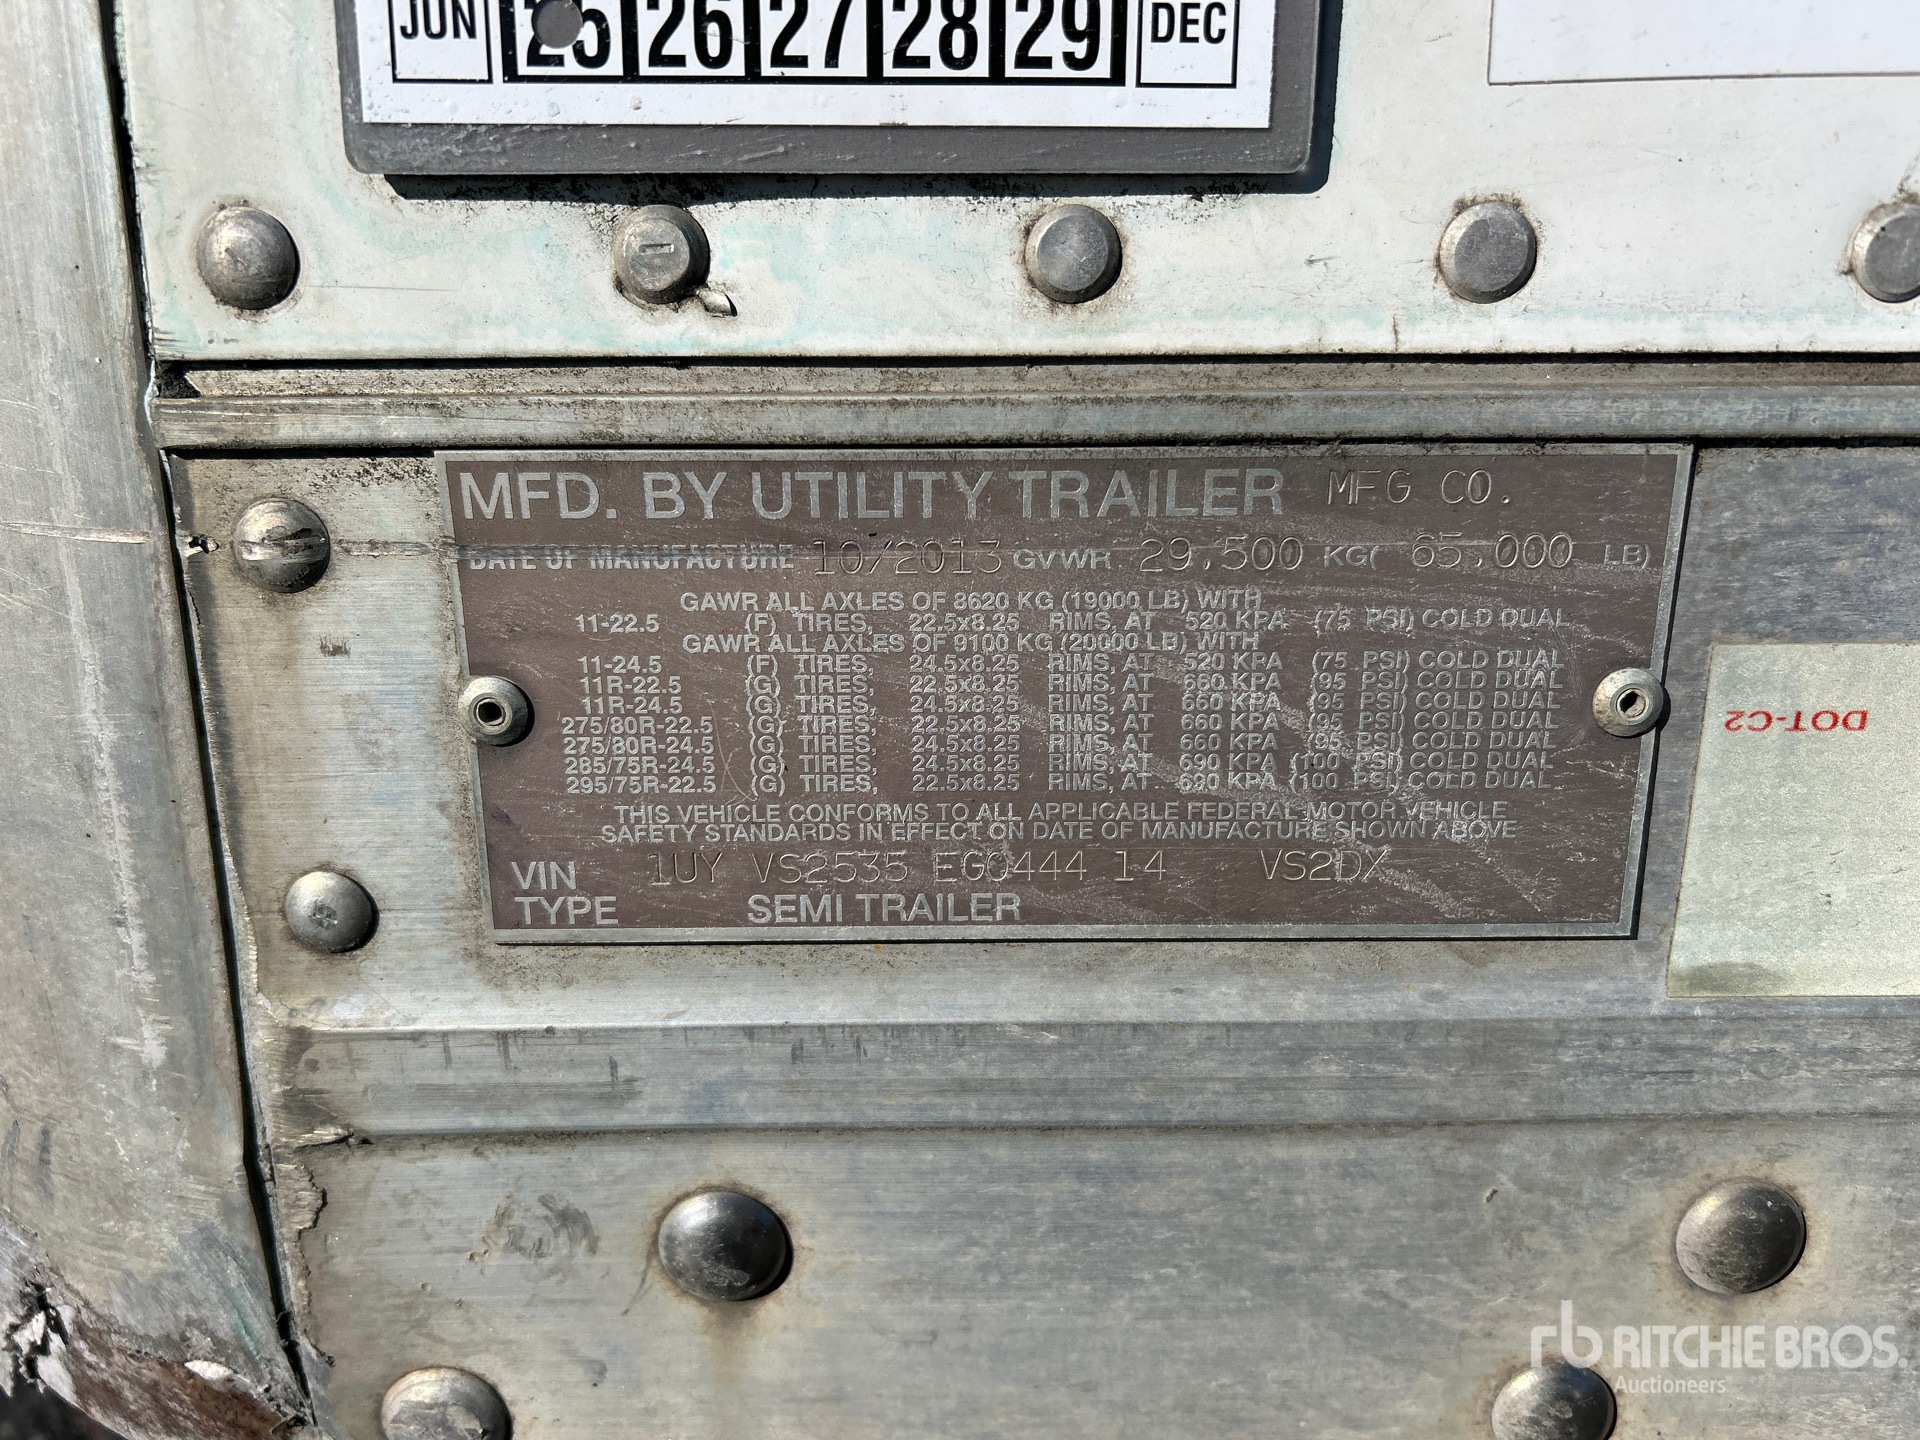 JUN 25 26 27 28 29 DEC
MFD. BY UTILITY TRAILER MFG CO.
DATE OF MANUFACTURE 10/2013 GVWR 29,500 KG( 65,000 LB)
GAWR ALL AXLES OF 8620 KG (19000 LB) WITH
11-22.5 (F) TIRES, 22.5x8.25 RIMS, AT 520 KPA (75 PSI) COLD DUAL
GAWR ALL AXLES OF 9100 KG (20000 LB) WITH
11-24.5 (F) TIRES, 24.5x8.25 RIMS, AT 520 KPA (75 PSI) COLD DUAL
11R-22.5 (G) TIRES, 22.5x8.25 RIMS, AT 660 KPA (95 PSI) COLD DUAL
11R-24.5 (G) TIRES, 24.5x8.25 RIMS, AT 660 KPA (95 PSI) COLD DUAL
275/80R-22.5 (G) TIRES, 22.5x8.25 RIMS, AT 660 KPA (95 PSI) COLD DUAL
275/80R-24.5 (G) TIRES, 24.5x8.25 RIMS, AT 660 KPA (95 PSI) COLD DUAL
285/75R-24.5 (G) TIRES, 24.5x8.25 RIMS, AT 690 KPA (100 PSI) COLD DUAL
295/75R-22.5 (G) TIRES, 22.5x8.25 RIMS, AT 690 KPA (100 PSI) COLD DUAL
THIS VEHICLE CONFORMS TO ALL APPLICABLE FEDERAL MOTOR VEHICLE
SAFETY STANDARDS IN EFFECT ON DATE OF MANUFACTURE SHOWN ABOVE
VIN 1UY VS2535 EG0444 14 VS2DX
TYPE SEMI TRAILER
DOT-C2
rb RITCHIE BROS.
Auctioneers